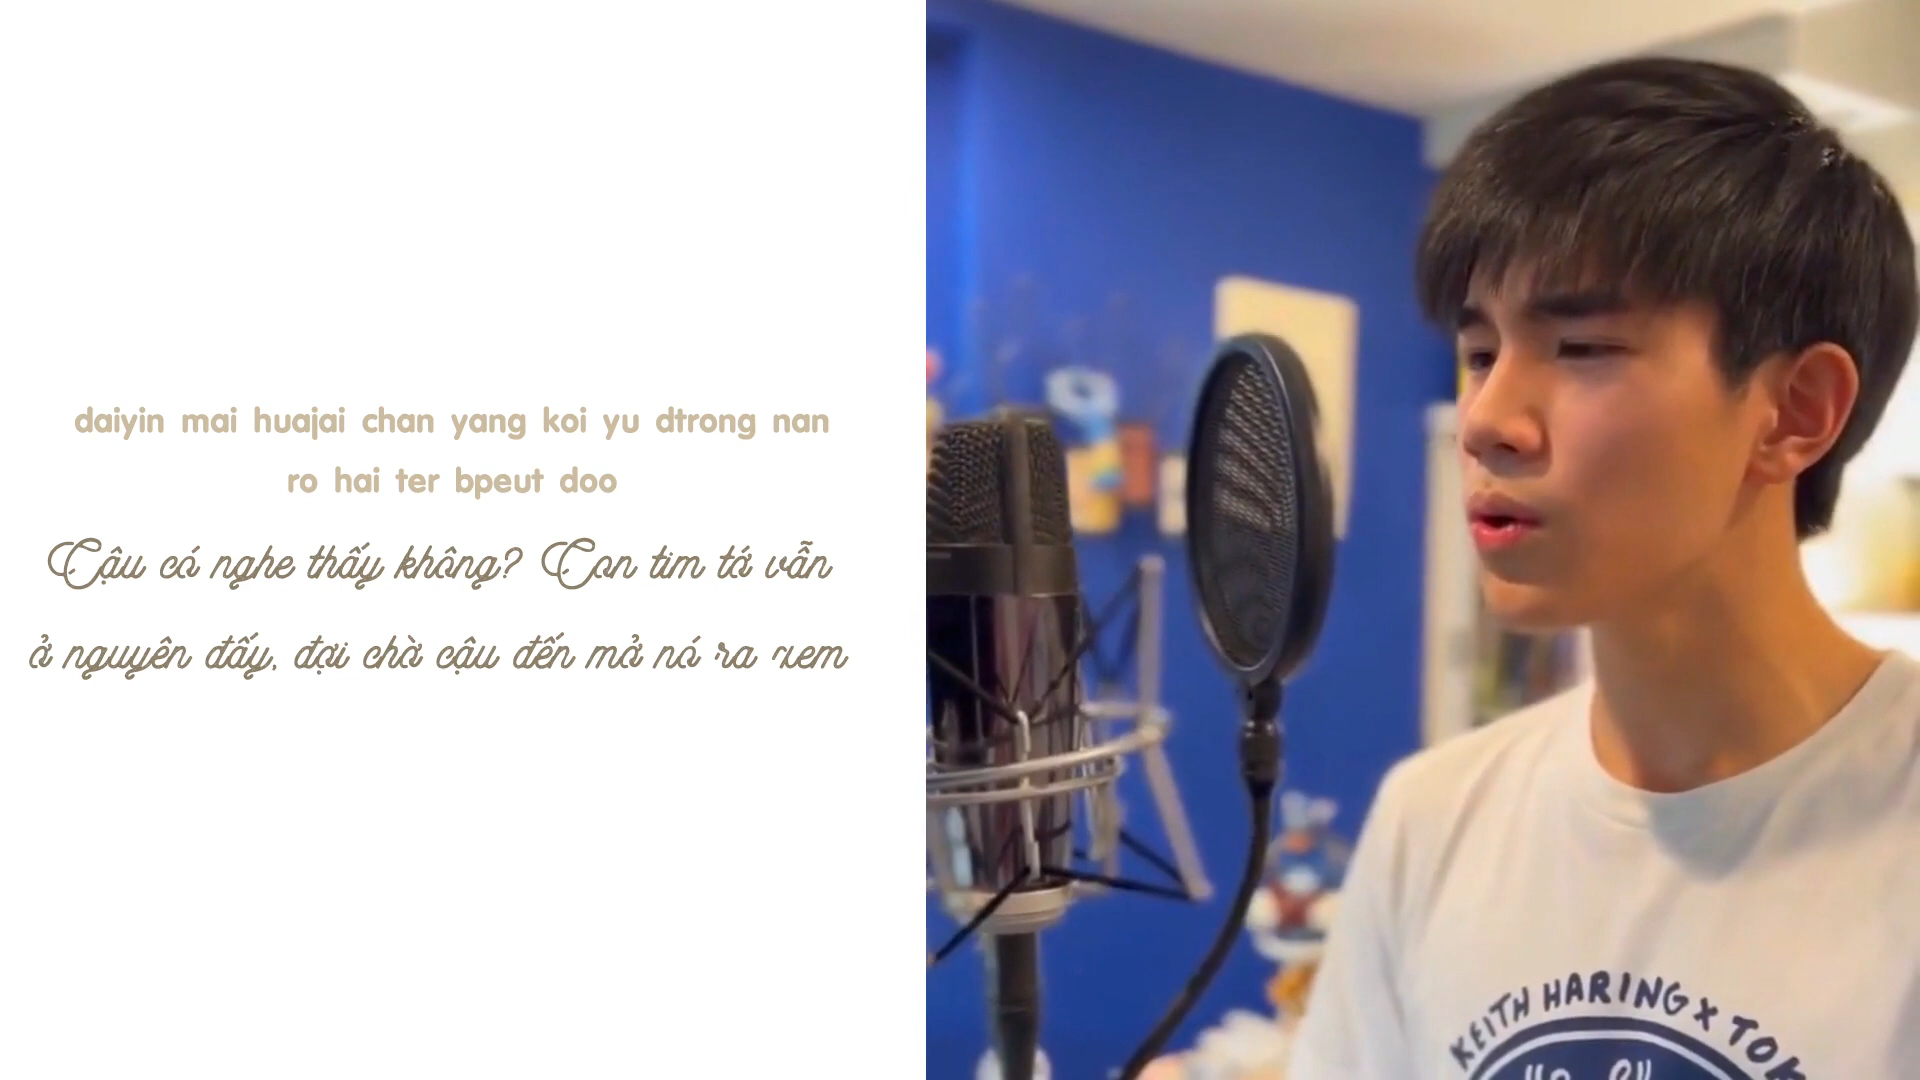 daiyin mai huajai chan yang koi yu dtrong nan
ro hai ter bpeut doo
Cậu có nghe thấy không? Con tim tớ vẫn
ở nguyên đấy, đợi chờ cậu đến mở nó ra xem
KEITH HARING x TOK